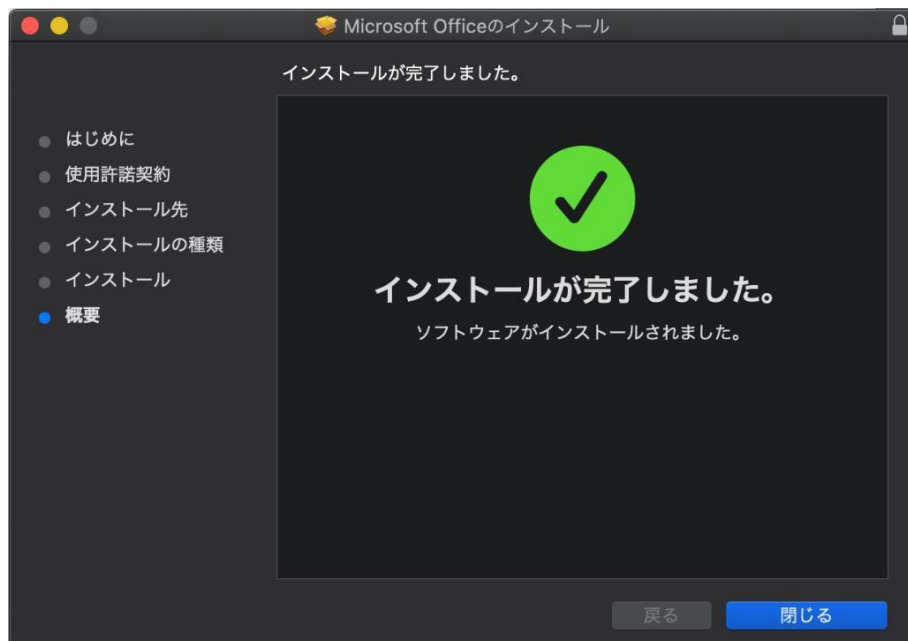 Microsoft Officeのインストール
インストールが完了しました。
はじめに
使用許諾契約
インストール先
インストールの種類
インストール
概要
インストールが完了しました。
ソフトウェアがインストールされました。
戻る
閉じる